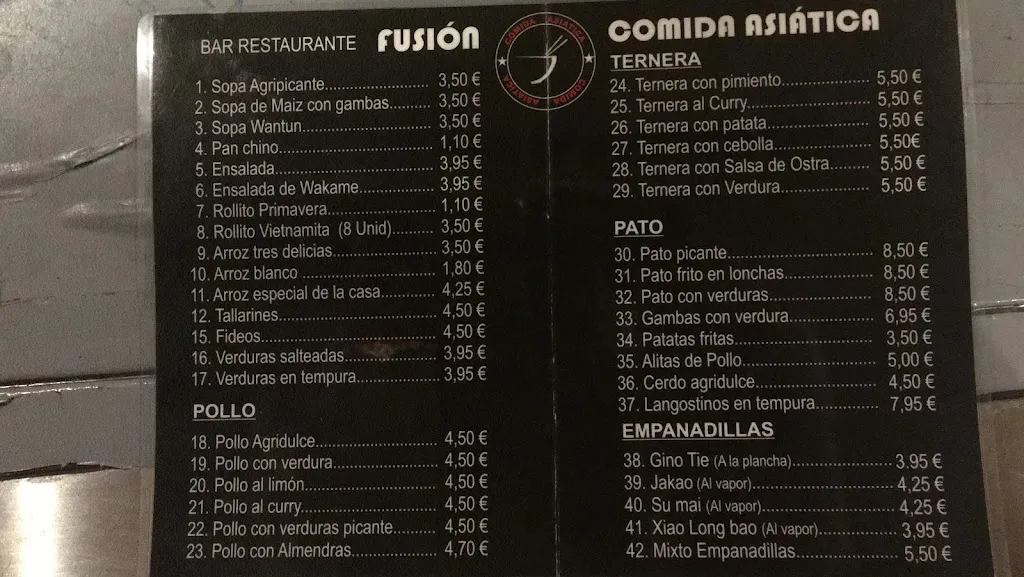 BAR RESTAURANTE FUSIÓN
1. Sopa Agripicante 3,50 €
2. Sopa de Maiz con gambas 3,50 €
3. Sopa Wantun 3,50 €
4. Pan chino 1,10 €
5. Ensalada 3,95 €
6. Ensalada de Wakame 3,95 €
7. Rollito Primavera 1,10 €
8. Rollito Vietnamita (8 Unid) 3,50 €
9. Arroz tres delicias 3,50 €
10. Arroz blanco 1,80 €
11. Arroz especial de la casa 4,25 €
12. Tallarines 4,50 €
15. Fideos 4,50 €
16. Verduras salteadas 3,95 €
17. Verduras en tempura 3,95 €
POLLO
18. Pollo Agridulce 4,50 €
19. Pollo con verdura 4,50 €
20. Pollo al limón 4,50 €
21. Pollo al curry 4,50 €
22. Pollo con verduras picante 4,50 €
23. Pollo con Almendras 4,70 €
COMIDA ASIATICA
COMIDA ASIATICA
COMIDA ASIÁTICA
TERNERA
24. Ternera con pimiento 5,50 €
25. Ternera al Curry 5,50 €
26. Ternera con patata 5,50 €
27. Ternera con cebolla 5,50€
28. Ternera con Salsa de Ostra 5,50 €
29. Ternera con Verdura 5,50 €
PATO
30. Pato picante 8,50 €
31. Pato frito en lonchas 8,50 €
32. Pato con verduras 8,50 €
33. Gambas con verdura 6,95 €
34. Patatas fritas 3,50 €
35. Alitas de Pollo 5,00 €
36. Cerdo agridulce 4,50 €
37. Langostinos en tempura 7,95 €
EMPANADILLAS
38. Gino Tie (A la plancha) 3.95 €
39. Jakao (Al vapor) 4,25 €
40. Su mai (Al vapor) 4,25 €
41. Xiao Long bao (Al vapor) 3,95 €
42. Mixto Empanadillas 5,50 €